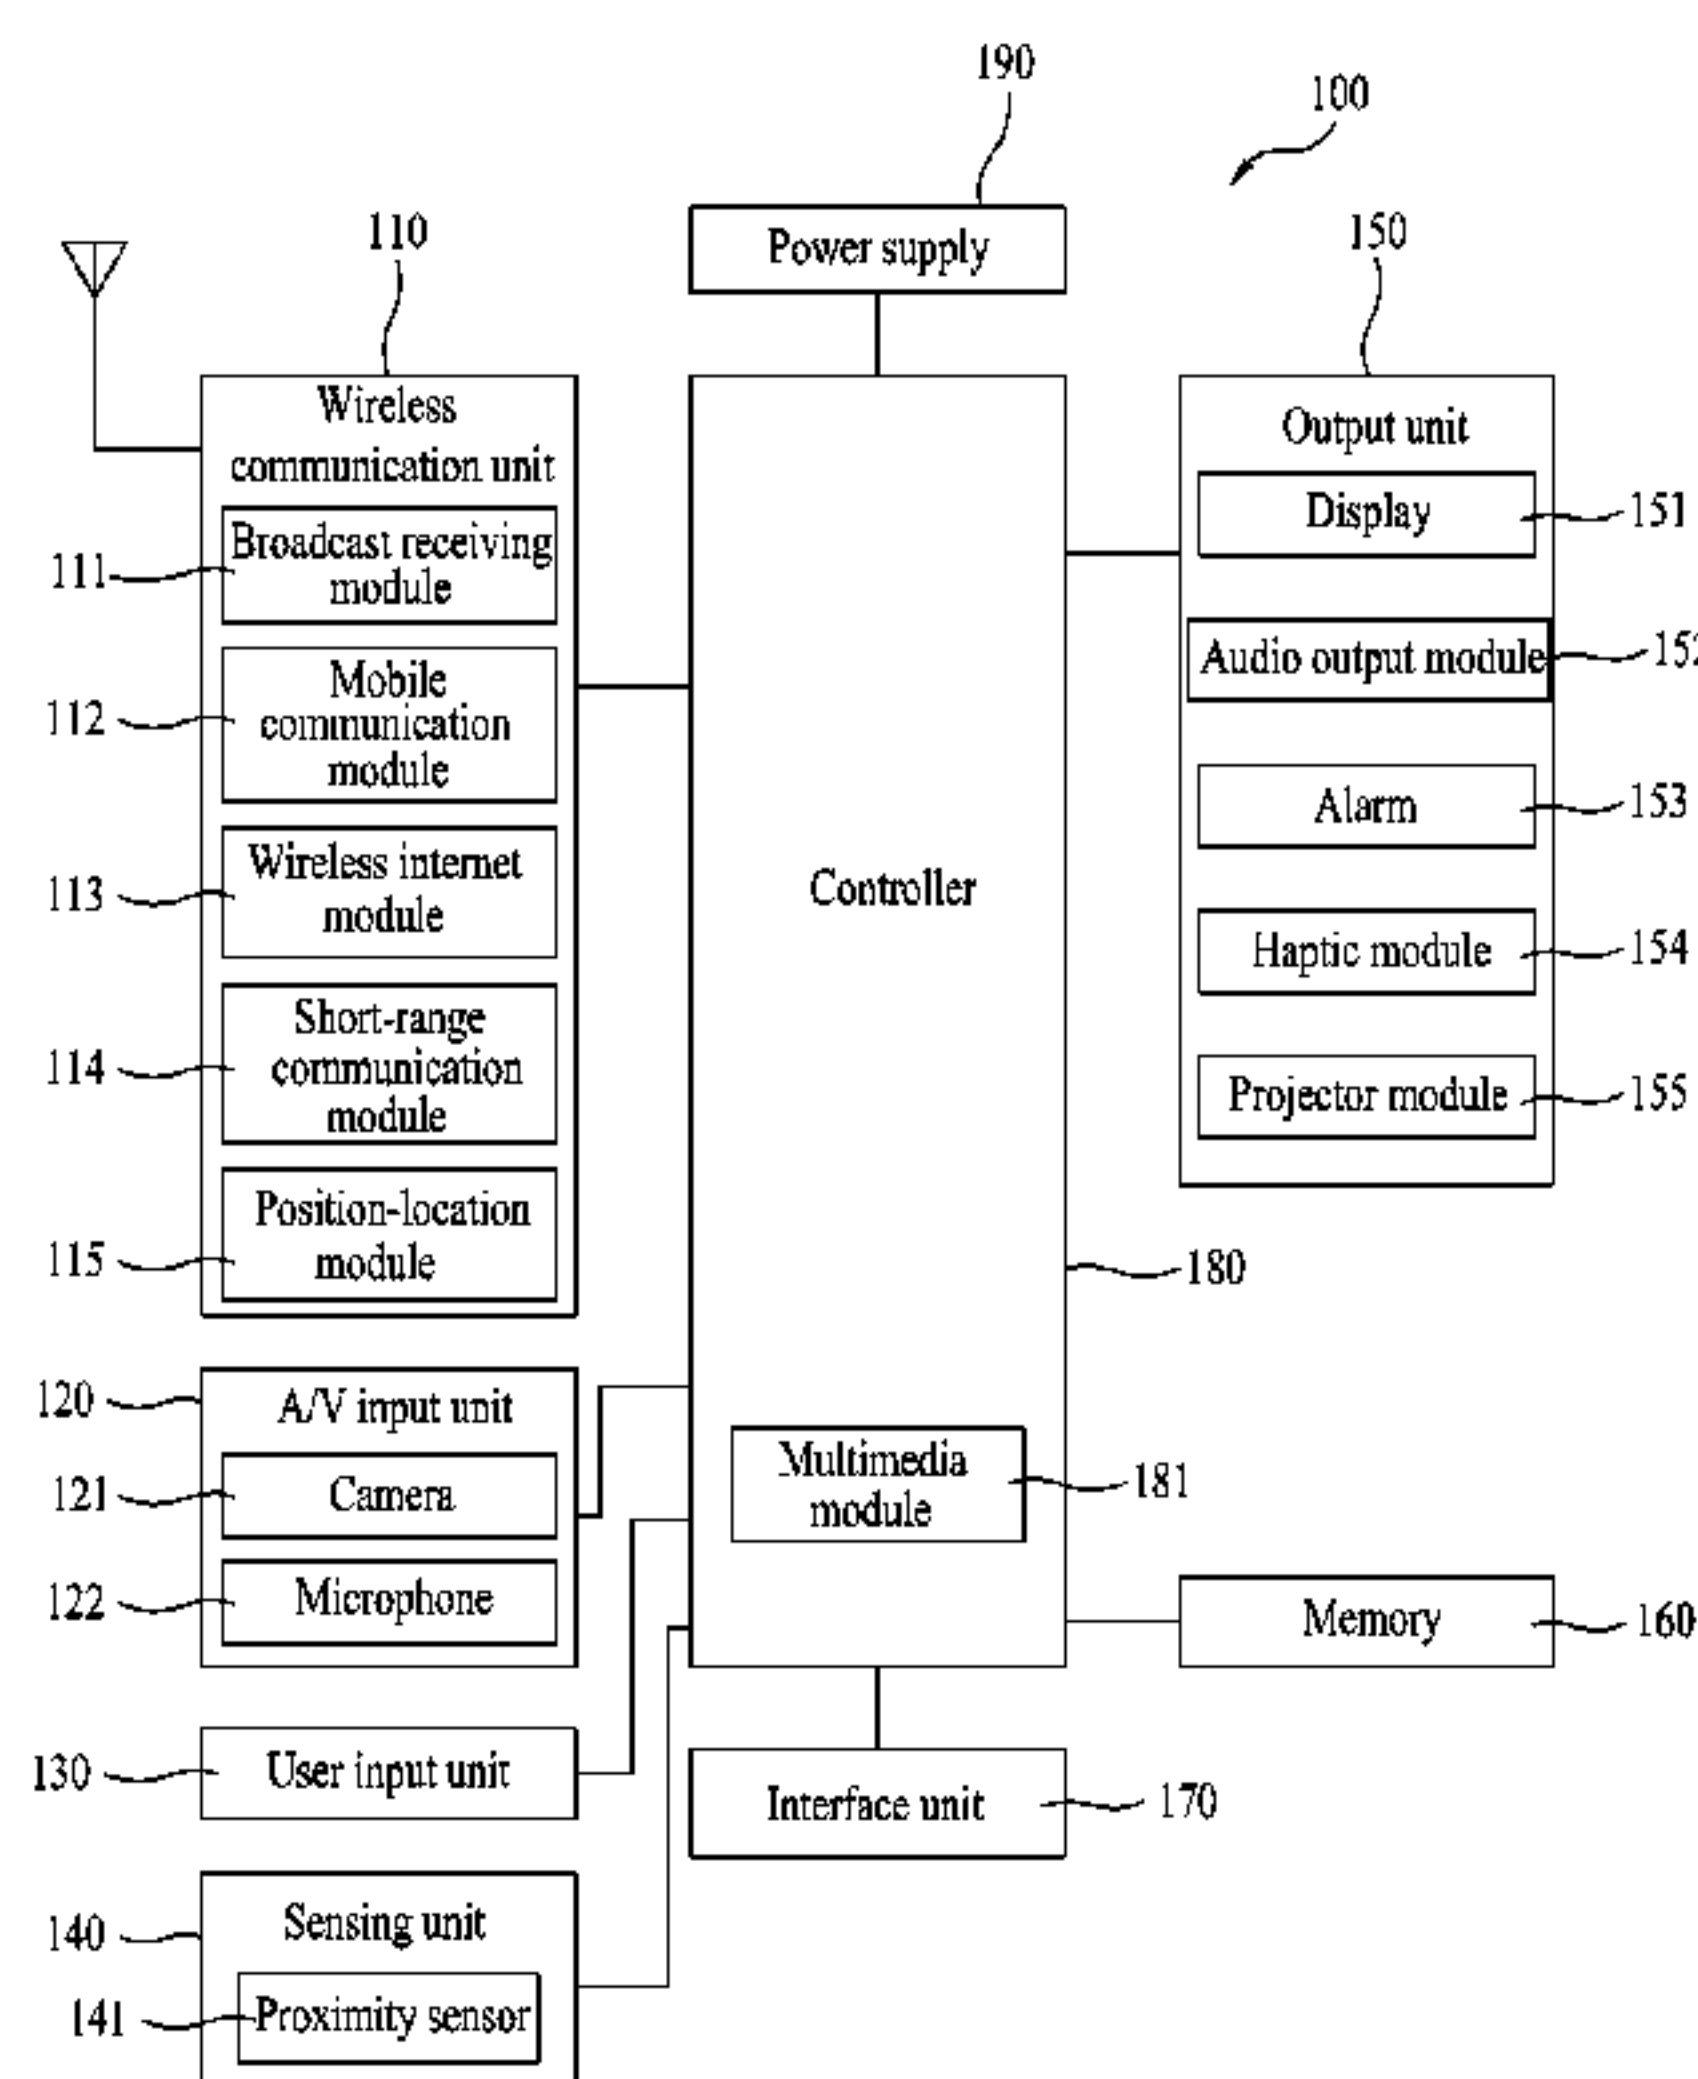 190
100
110
Power supply
150
Wireless
communication unit
Output unit
Display
151
Broadcast receiving
module
111
Audio output module
152
Mobile
communication
module
112
Alarm
153
Wireless internet
module
113
Controller
Haptic module
154
Short-range
communication
module
114
Projector module
155
Position-location
module
115
180
120
A/V input unit
121
Camera
Multimedia
module
181
122
Microphone
Memory
160
130
User input unit
Interface unit
170
140
Sensing unit
141
Proximity sensor